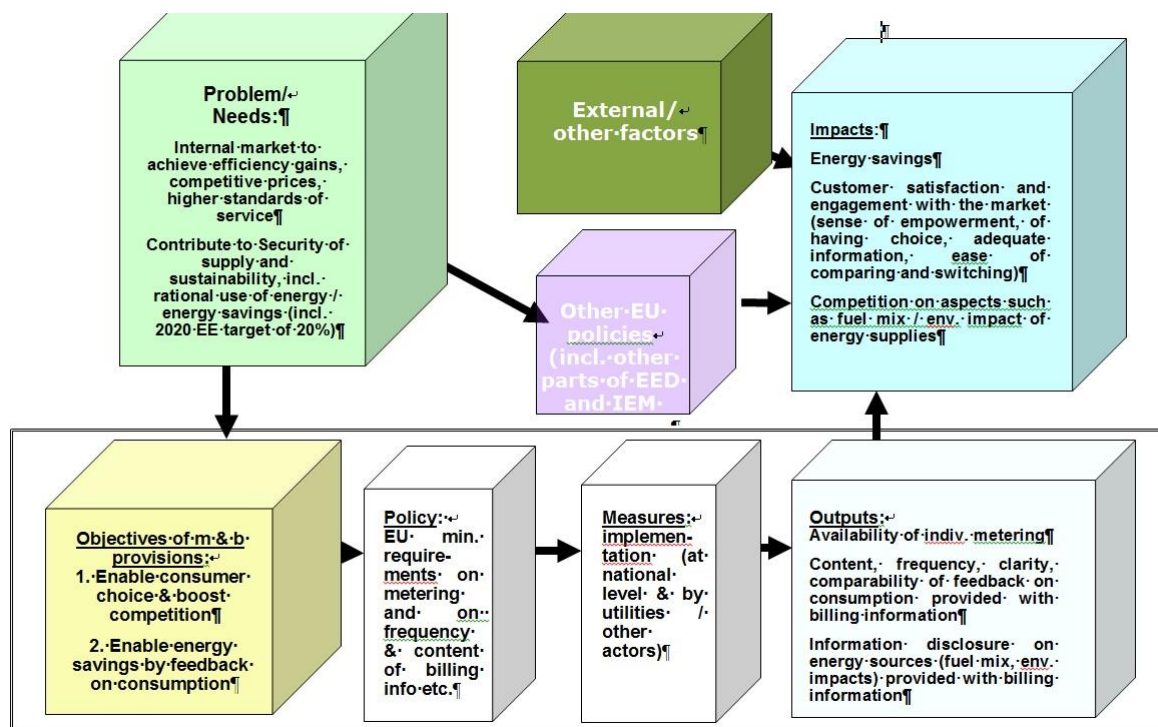 Problem/
Needs:
Internal market to
achieve efficiency gains,
competitive prices,
higher standards of
service
Contribute to Security of
supply and
sustainability, incl.
rational use of energy /
energy savings (incl.
2020 EE target of 20%)
External/
other factors
Other EU
policies
(incl. other
parts of EED
and IEM
Impacts:
Energy savings
Customer satisfaction and
engagement with the market
(sense of empowerment, of
having choice, adequate
information, ease of
comparing and switching)
Competition on aspects such
as fuel mix / env. impact of
energy supplies
Objectives of m & b
provisions:
1. Enable consumer
choice & boost
competition
2. Enable energy
savings by feedback
on consumption
Policy:
EU min.
require-
ments on
metering
and on
frequency
& content
of billing
info etc.
Measures:
implemen-
tation (at
national
level & by
utilities /
other
actors)
Outputs:
Availability of indiv. metering
Content, frequency, clarity,
comparability of feedback on
consumption provided with
billing information
Information disclosure on
energy sources (fuel mix, env.
impacts) provided with billing
information